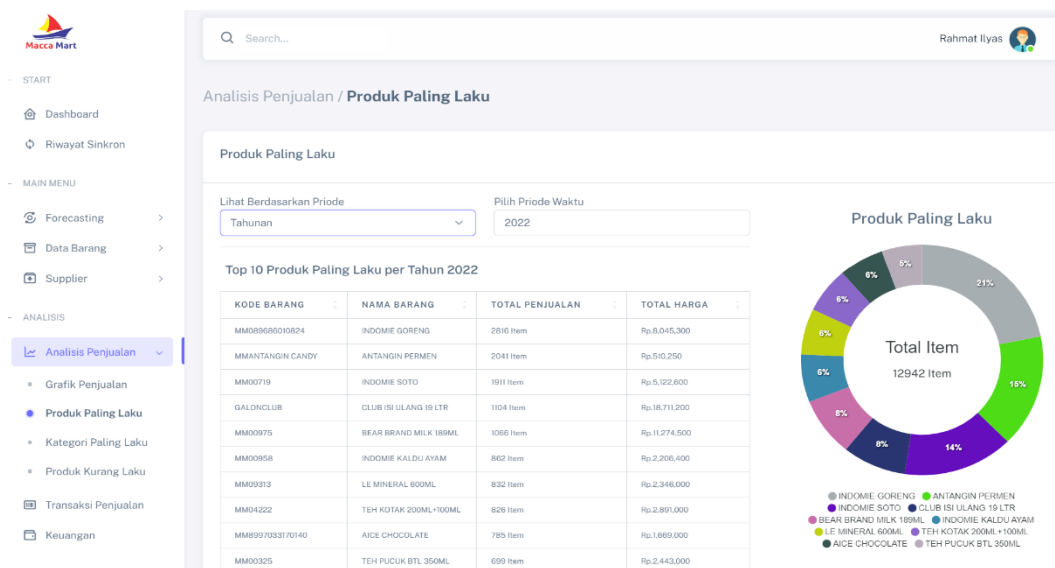 Macca Mart
Search...
Rahmat Ilyas
START
Dashboard
Riwayat Sinkron
MAIN MENU
Forecasting
Data Barang
Supplier
ANALISIS
Analisis Penjualan
Grafik Penjualan
Produk Paling Laku
Kategori Paling Laku
Produk Kurang Laku
Transaksi Penjualan
Keuangan
Analisis Penjualan / Produk Paling Laku
Produk Paling Laku
Lihat Berdasarkan Priode
Tahunan
Pilih Priode Waktu
2022
Top 10 Produk Paling Laku per Tahun 2022
KODE BARANG NAMA BARANG TOTAL PENJUALAN TOTAL HARGA
MM089686010824 INDOMIE GORENG 2816 Item Rp.8,045,300
MMANTANGIN CANDY ANTANGIN PERMEN 2041 Item Rp.510,250
MM00719 INDOMIE SOTO 1911 Item Rp.5,122,600
GALONCLUB CLUB ISI ULANG 19 LTR 1104 Item Rp.18,711,200
MM00975 BEAR BRAND MILK 189ML 1066 Item Rp.11,274,500
MM00958 INDOMIE KALDU AYAM 862 Item Rp.2,206,400
MM09313 LE MINERAL 600ML 832 Item Rp.2,346,000
MM04222 TEH KOTAK 200ML+100ML 826 Item Rp.2,891,000
MM8997033170140 AICE CHOCOLATE 785 Item Rp.1,669,000
MM00325 TEH PUCUK BTL 350ML 699 Item Rp.2,443,000
Produk Paling Laku
21%
15%
14%
8%
8%
6%
6%
6%
6%
5%
Total Item
12942 Item
INDOMIE GORENG ANTANGIN PERMEN
INDOMIE SOTO CLUB ISI ULANG 19 LTR
BEAR BRAND MILK 189ML INDOMIE KALDU AYAM
LE MINERAL 600ML TEH KOTAK 200ML+100ML
AICE CHOCOLATE TEH PUCUK BTL 350ML